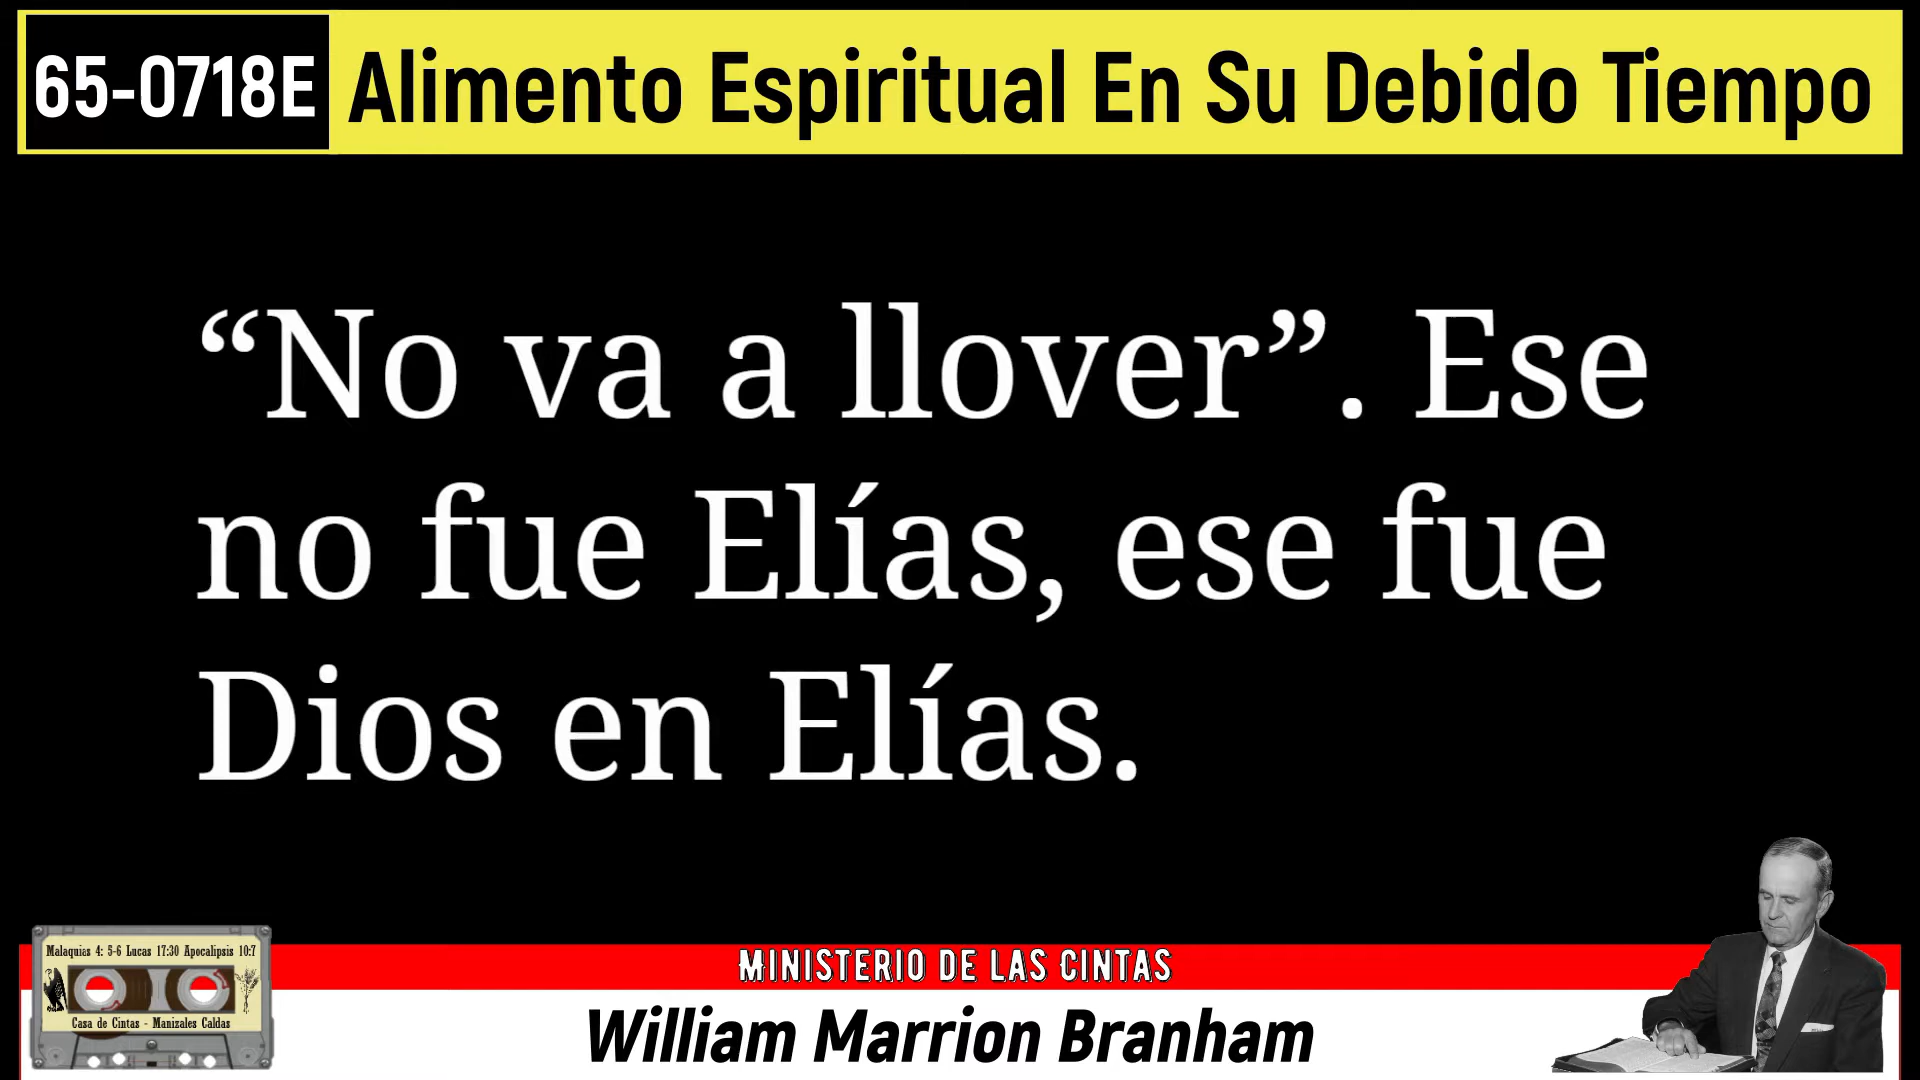 65-0718E Alimento Espiritual En Su Debido Tiempo
“No va a llover”. Ese
no fue Elías, ese fue
Dios en Elías.
Malaquias 4: 5-6 Lucas 17:30 Apocalipsis 10:7
Casa de Cintas - Manizales Caldas
MINISTERIO DE LAS CINTAS
William Marrion Branham